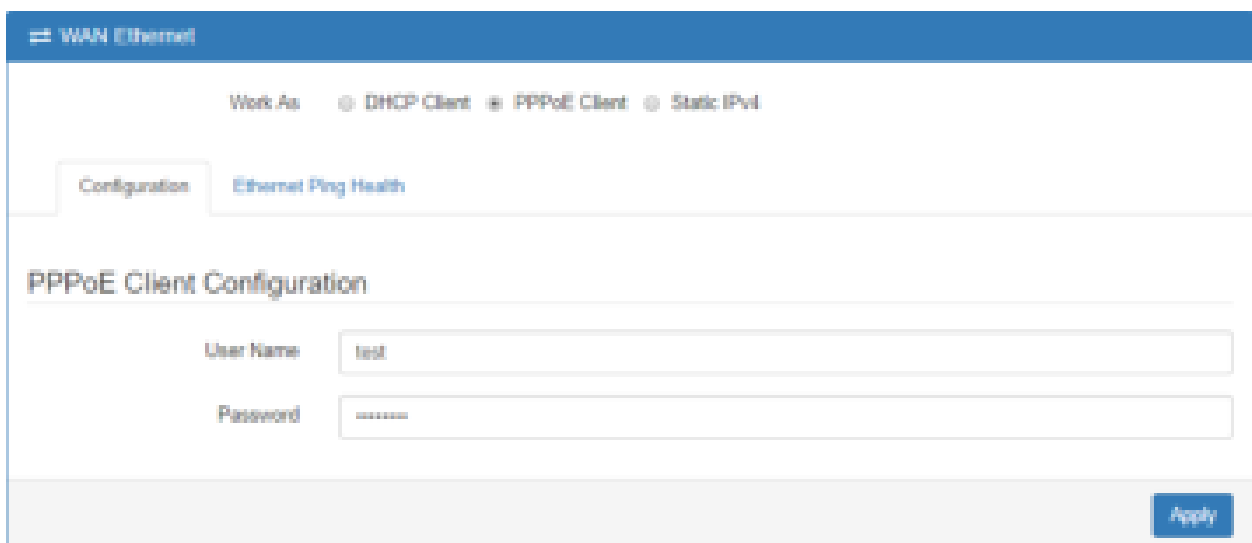 WAN Ethernet
Work As DHCP Client PPPoE Client Static IPv4
Configuration Ethernet Ping Health
PPPoE Client Configuration
User Name test
Password ••••••••
Apply